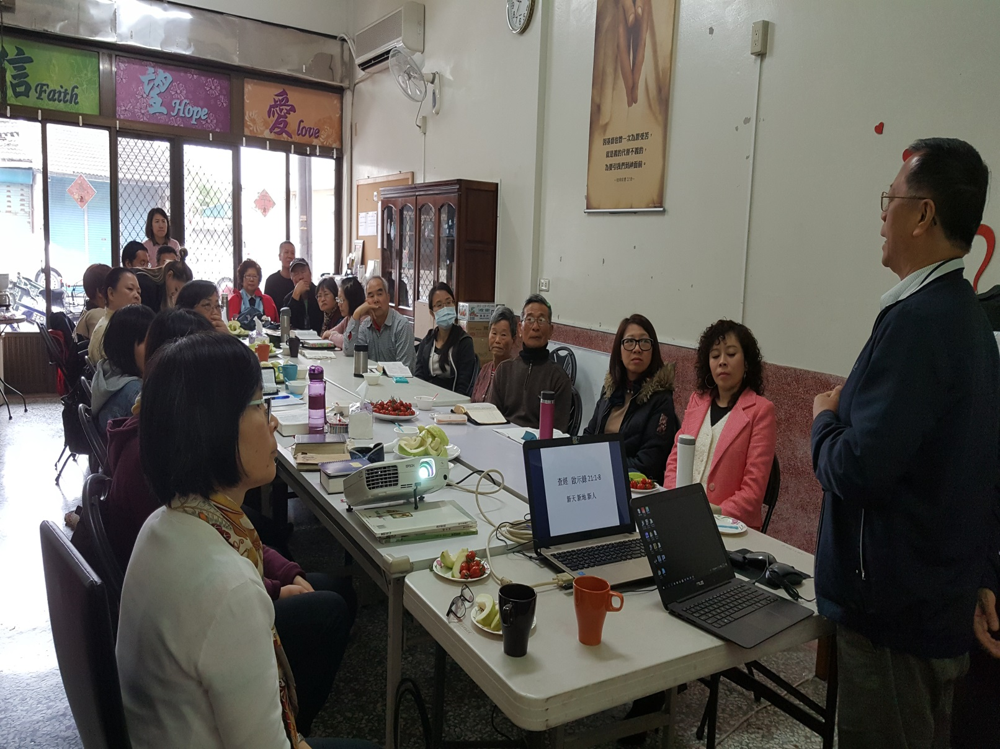 信 Faith
望 Hope
愛 love
因基督也曾一次為罪受苦，
就是義的代替不義的，
為要引我們到神面前。
查經 啟示錄 21:1-8
新天 新地 新人
EPSON
ASUS